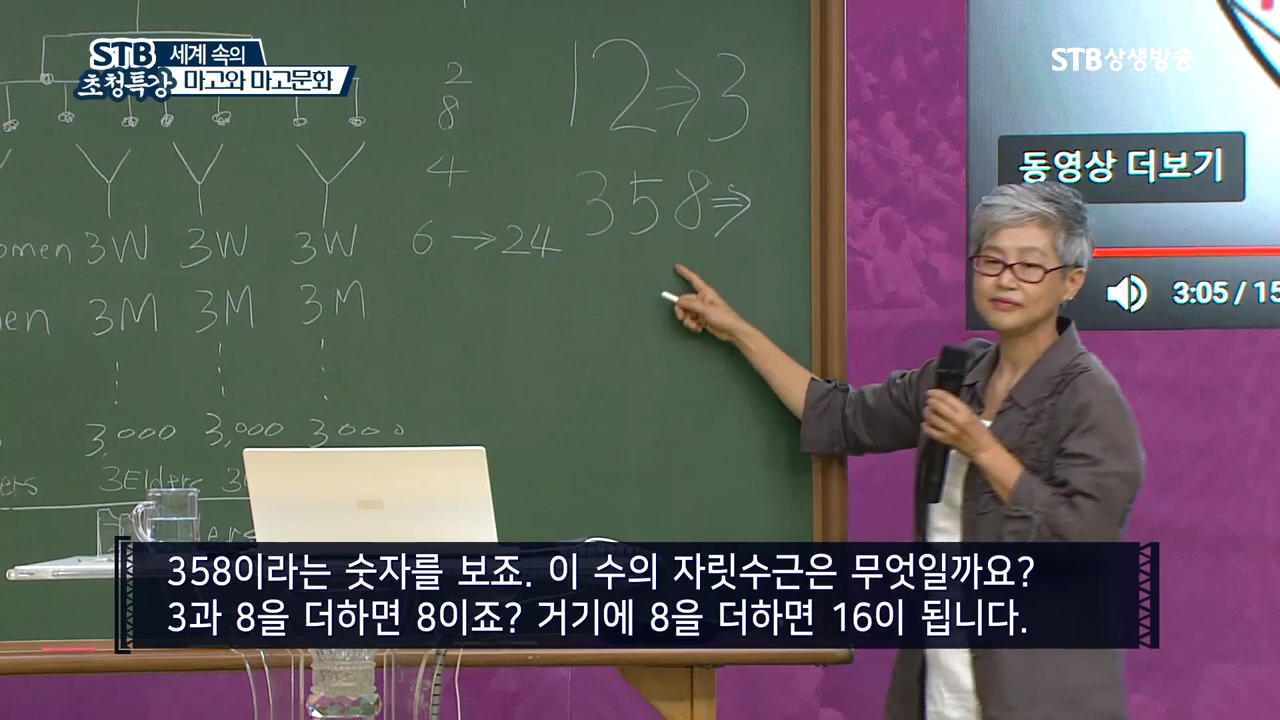 STB 세계 속의
초청특강 마고와 마고문화
STB상생방송
2
8
4
12⇒3
358⇒
동영상 더보기
3:05 / 15
omen 3W 3W 3W 6→24
en 3M 3M 3M
3,000 3,000 3000
ers 3Elders 3
ers
358이라는 숫자를 보죠. 이 수의 자릿수근은 무엇일까요?
3과 8을 더하면 8이죠? 거기에 8을 더하면 16이 됩니다.